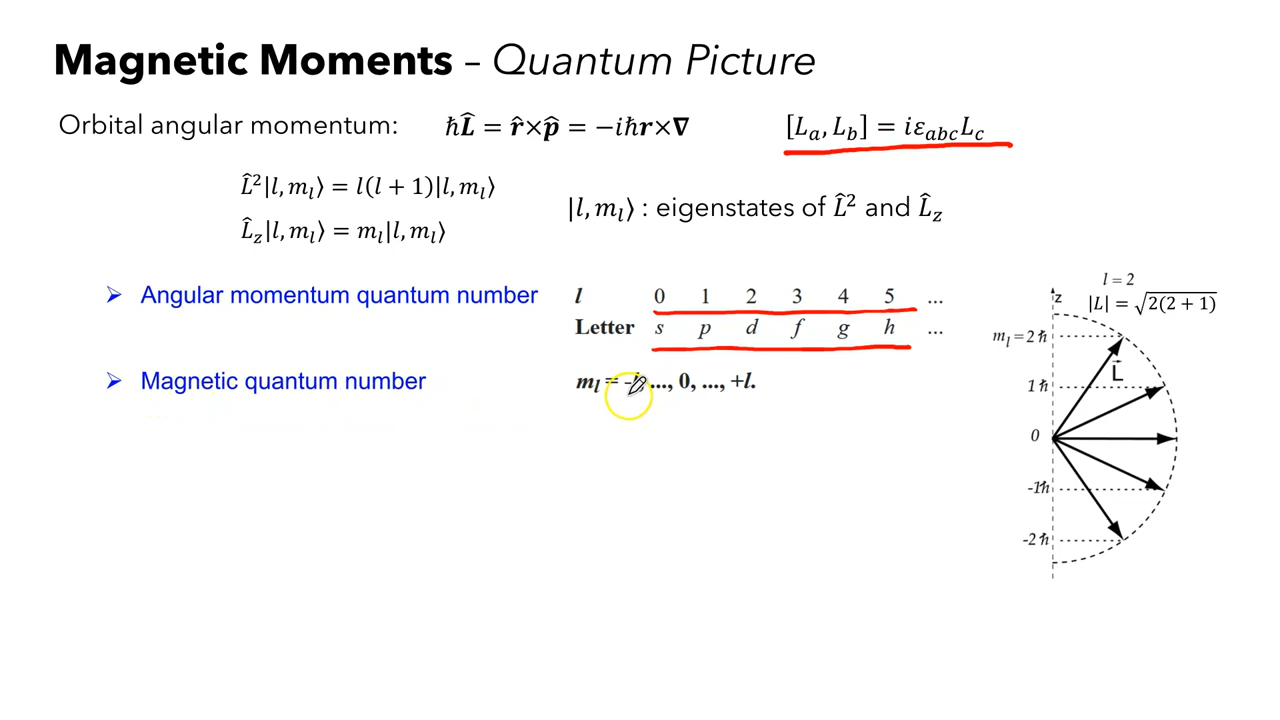 Magnetic Moments – Quantum Picture
Orbital angular momentum: ℏL̂ = r̂×p̂ = −iℏr×∇ [L_a, L_b] = iε_abc L_c
L̂²|l, m_l⟩ = l(l + 1)|l, m_l⟩
L̂_z|l, m_l⟩ = m_l|l, m_l⟩
|l, m_l⟩ : eigenstates of L̂² and L̂_z
➢ Angular momentum quantum number
l 0 1 2 3 4 5 ...
Letter s p d f g h ...
➢ Magnetic quantum number
m_l = ..., 0, ..., +l.
l = 2
|L| = √2(2 + 1)
z
m_l = 2ℏ
L⃗
1ℏ
0
-1ℏ
-2ℏ